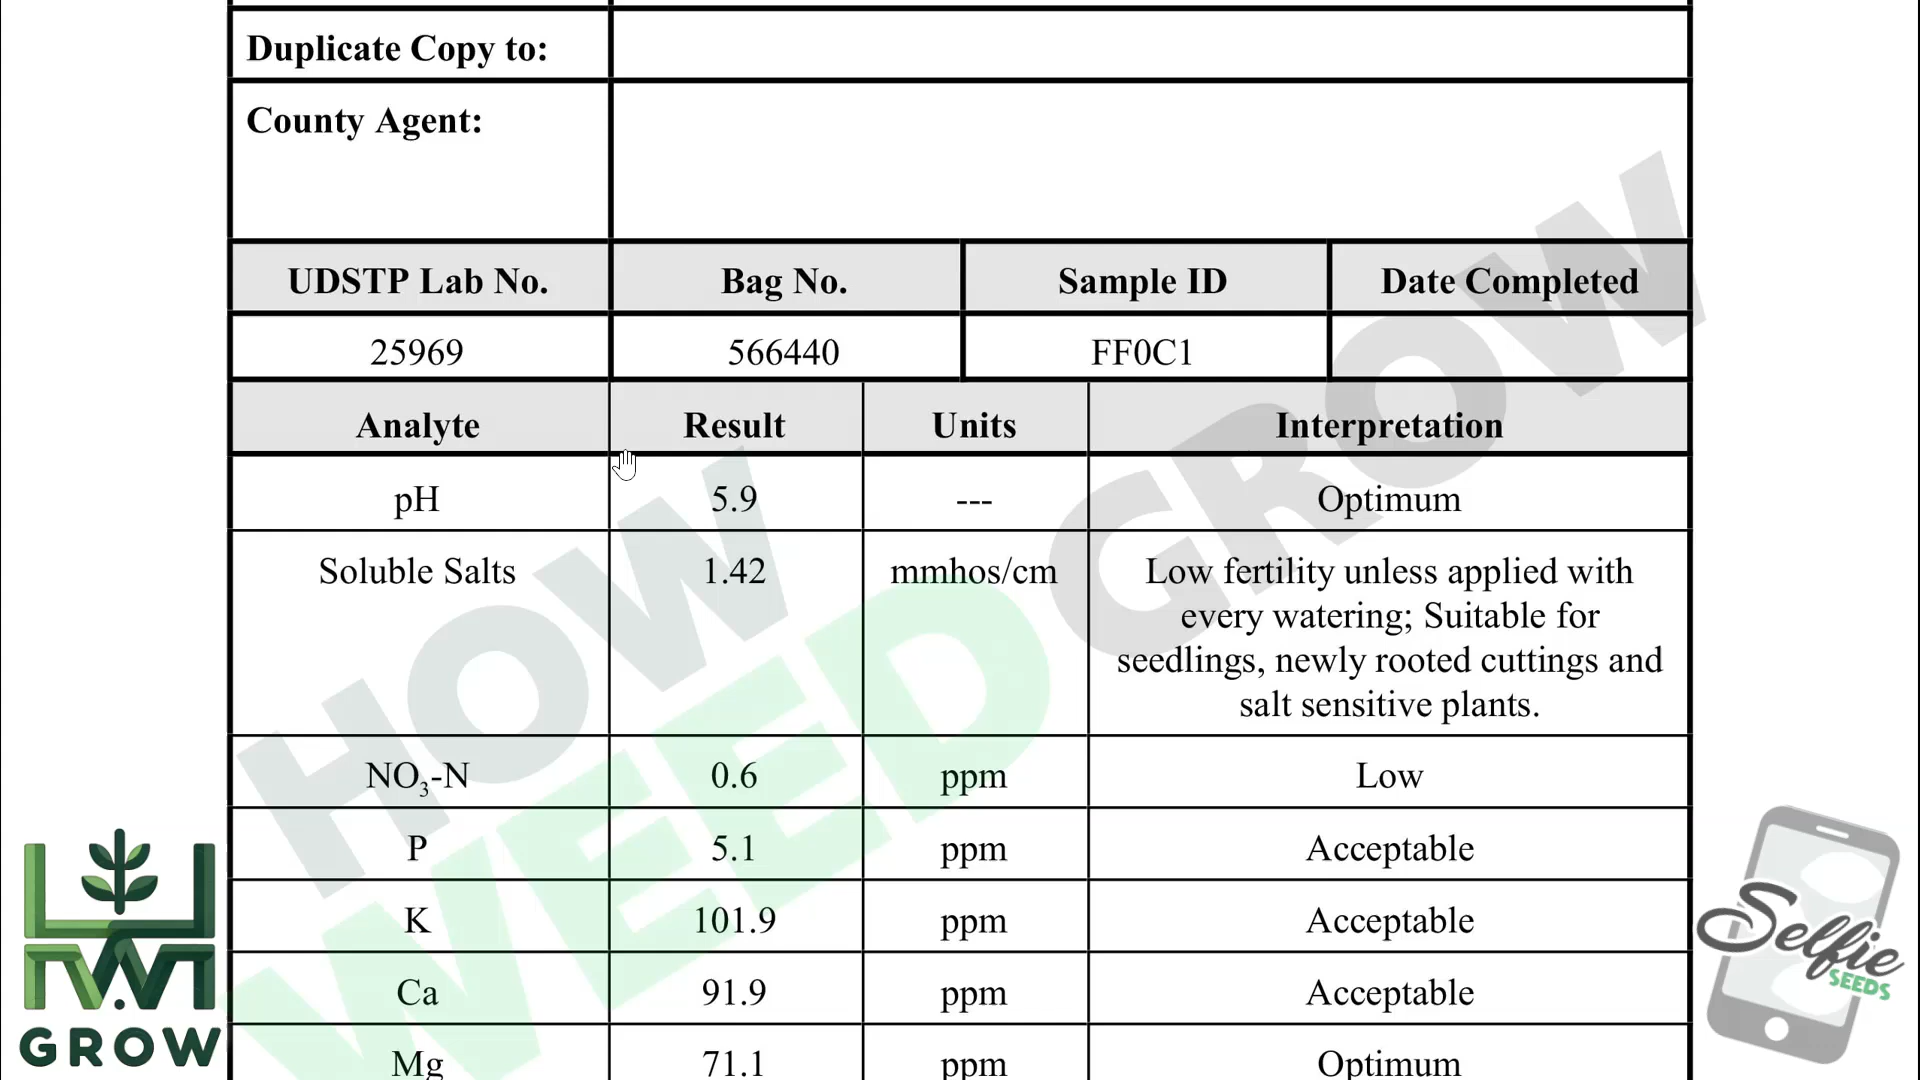 Duplicate Copy to:
County Agent:
UDSTP Lab No. Bag No. Sample ID Date Completed
25969 566440 FF0C1
Analyte Result Units Interpretation
pH 5.9 --- Optimum
Soluble Salts 1.42 mmhos/cm Low fertility unless applied with
every watering; Suitable for
seedlings, newly rooted cuttings and
salt sensitive plants.
NO₃-N 0.6 ppm Low
P 5.1 ppm Acceptable
K 101.9 ppm Acceptable
Ca 91.9 ppm Acceptable
Mg 71.1 ppm Optimum
HOW
WEED
GROW
HWW
GROW
Selfie
SEEDS